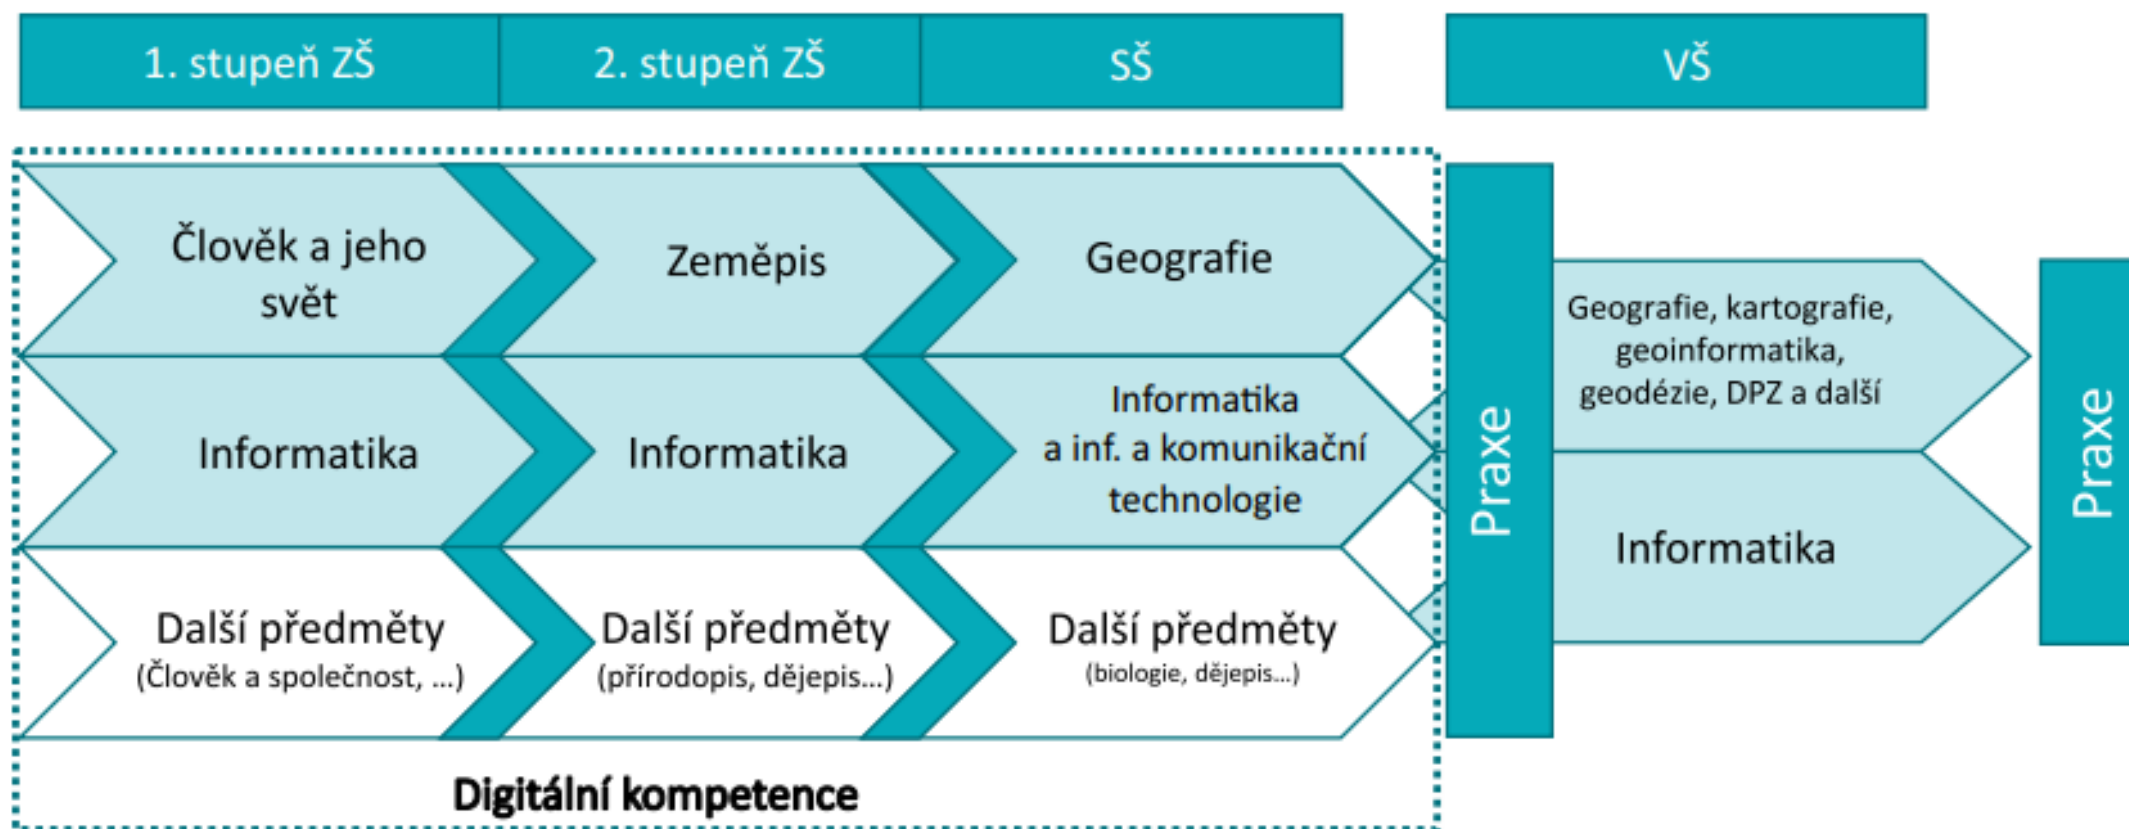 1. stupeň ZŠ
2. stupeň ZŠ
SŠ
VŠ
Člověk a jeho
svět
Zeměpis
Geografie
Informatika
Informatika
Informatika
a inf. a komunikační
technologie
Další předměty
(Člověk a společnost, ...)
Další předměty
(přírodopis, dějepis...)
Další předměty
(biologie, dějepis...)
Digitální kompetence
Praxe
Geografie, kartografie,
geoinformatika,
geodézie, DPZ a další
Informatika
Praxe